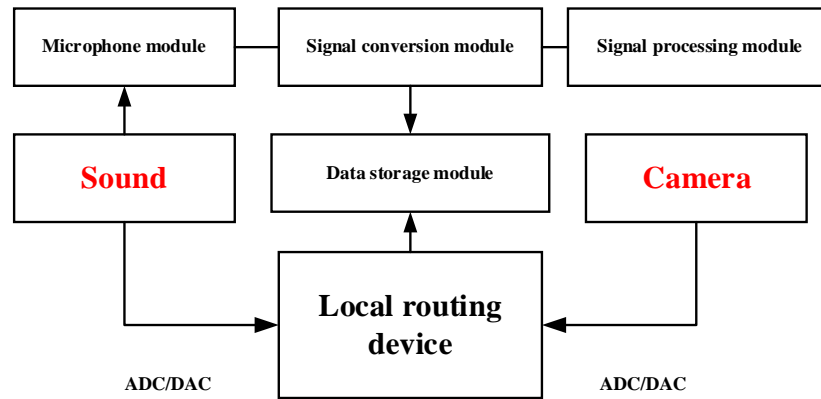 Microphone module
Signal conversion module
Signal processing module
Sound
Data storage module
Camera
Local routing
device
ADC/DAC
ADC/DAC